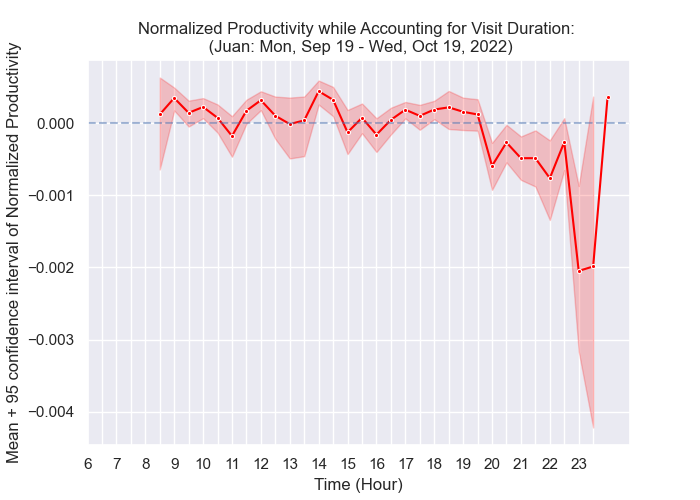 Normalized Productivity while Accounting for Visit Duration:
(Juan: Mon, Sep 19 - Wed, Oct 19, 2022)
Mean + 95 confidence interval of Normalized Productivity
0.000
−0.001
−0.002
−0.003
−0.004
6 7 8 9 10 11 12 13 14 15 16 17 18 19 20 21 22 23
Time (Hour)